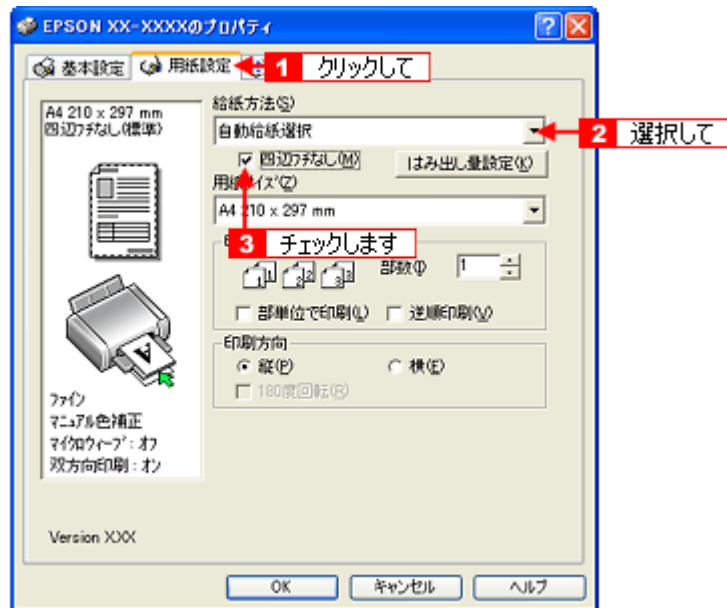 EPSON XX-XXXXのプロパティ
基本設定 用紙設定
1 クリックして
A4 210 x 297 mm
四辺フチなし(標準)
給紙方法(S)
自動給紙選択
2 選択して
四辺フチなし(M) はみ出し量設定(K)
用紙サイズ(Z)
A4 210 x 297 mm
3 チェックします
部数(I) 1
部単位で印刷(L) 逆順印刷(V)
印刷方向
縦(P) 横(E)
180度回転(R)
ファイン
マニュアル色補正
マイクロウィーブ : オフ
双方向印刷 : オン
Version XXX
OK キャンセル ヘルプ